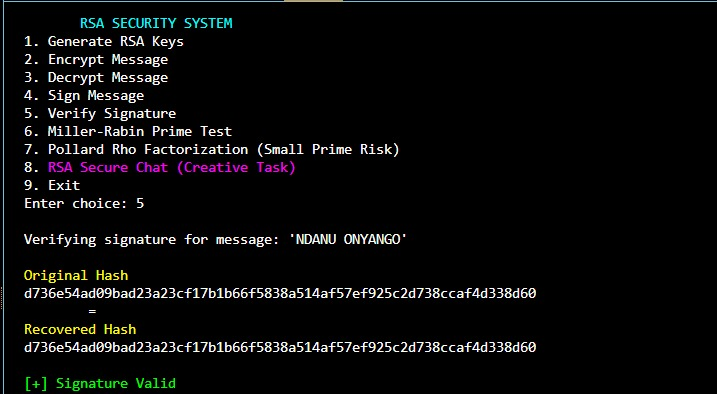 RSA SECURITY SYSTEM
1. Generate RSA Keys
2. Encrypt Message
3. Decrypt Message
4. Sign Message
5. Verify Signature
6. Miller-Rabin Prime Test
7. Pollard Rho Factorization (Small Prime Risk)
8. RSA Secure Chat (Creative Task)
9. Exit
Enter choice: 5
Verifying signature for message: 'NDANU ONYANGO'
Original Hash
d736e54ad09bad23a23cf17b1b66f5838a514af57ef925c2d738ccaf4d338d60
=
Recovered Hash
d736e54ad09bad23a23cf17b1b66f5838a514af57ef925c2d738ccaf4d338d60
[+] Signature Valid